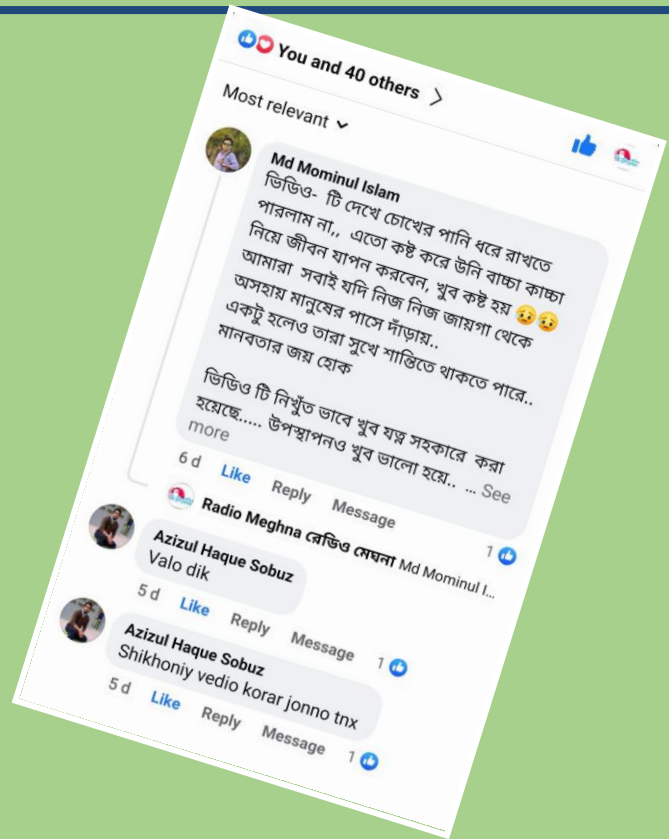 You and 40 others >
Most relevant
Md Mominul Islam
ভিডিও- টি দেখে চোখের পানি ধরে রাখতে
পারলাম না,, এতো কষ্ট করে উনি বাচ্চা কাচ্চা
নিয়ে জীবন যাপন করবেন, খুব কষ্ট হয় 😥😥
আমারা সবাই যদি নিজ নিজ জায়গা থেকে
অসহায় মানুষের পাসে দাঁড়ায়..
একটু হলেও তারা সুখে শান্তিতে থাকতে পারে..
মানবতার জয় হোক
ভিডিও টি নিখুঁত ভাবে খুব যত্ন সহকারে করা
হয়েছে..... উপস্থাপনও খুব ভালো হয়ে.. ... See
more
6 d Like Reply Message 1
Radio Meghna রেডিও মেঘনা Md Mominul I...
Azizul Haque Sobuz
Valo dik
5 d Like Reply Message 1
Azizul Haque Sobuz
Shikhoniy vedio korar jonno tnx
5 d Like Reply Message 1